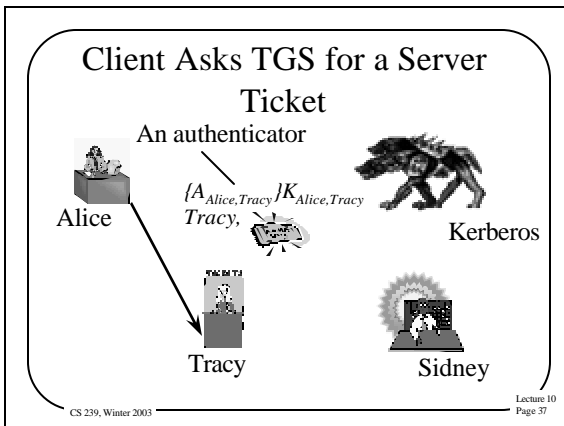 Client Asks TGS for a Server
Ticket
An authenticator
{A_Alice,Tracy}K_Alice,Tracy
Tracy,
Alice
Kerberos
Tracy
Sidney
CS 239, Winter 2003
Lecture 10
Page 37